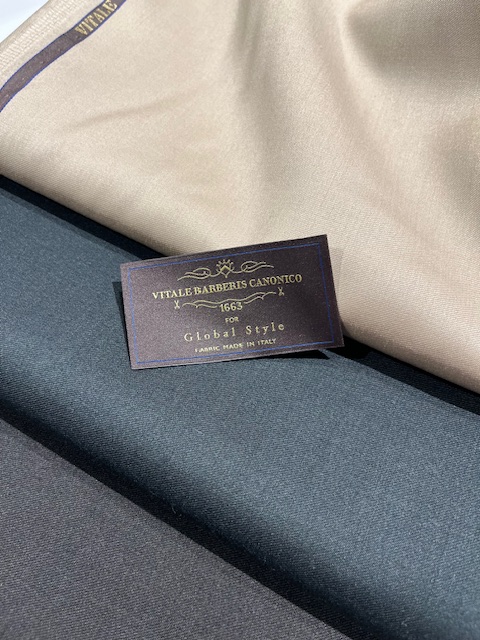 VITALE
VITALE BARBERIS CANONICO
1663
FOR
Global Style
FABRIC MADE IN ITALY